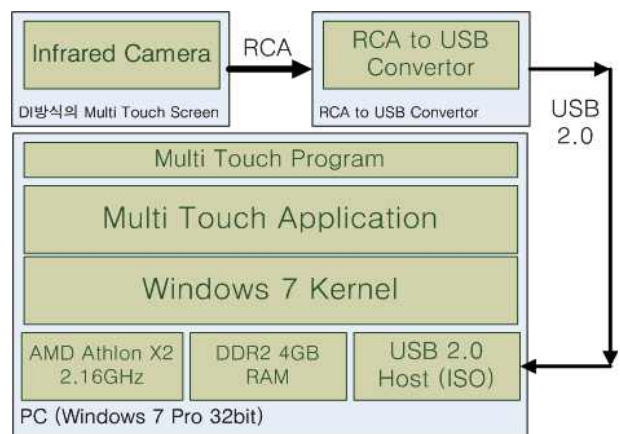 Infrared Camera
DI방식의 Multi Touch Screen
RCA
RCA to USB
Convertor
RCA to USB Convertor
USB
2.0
Multi Touch Program
Multi Touch Application
Windows 7 Kernel
AMD Athlon X2
2.16GHz
DDR2 4GB
RAM
USB 2.0
Host (ISO)
PC (Windows 7 Pro 32bit)